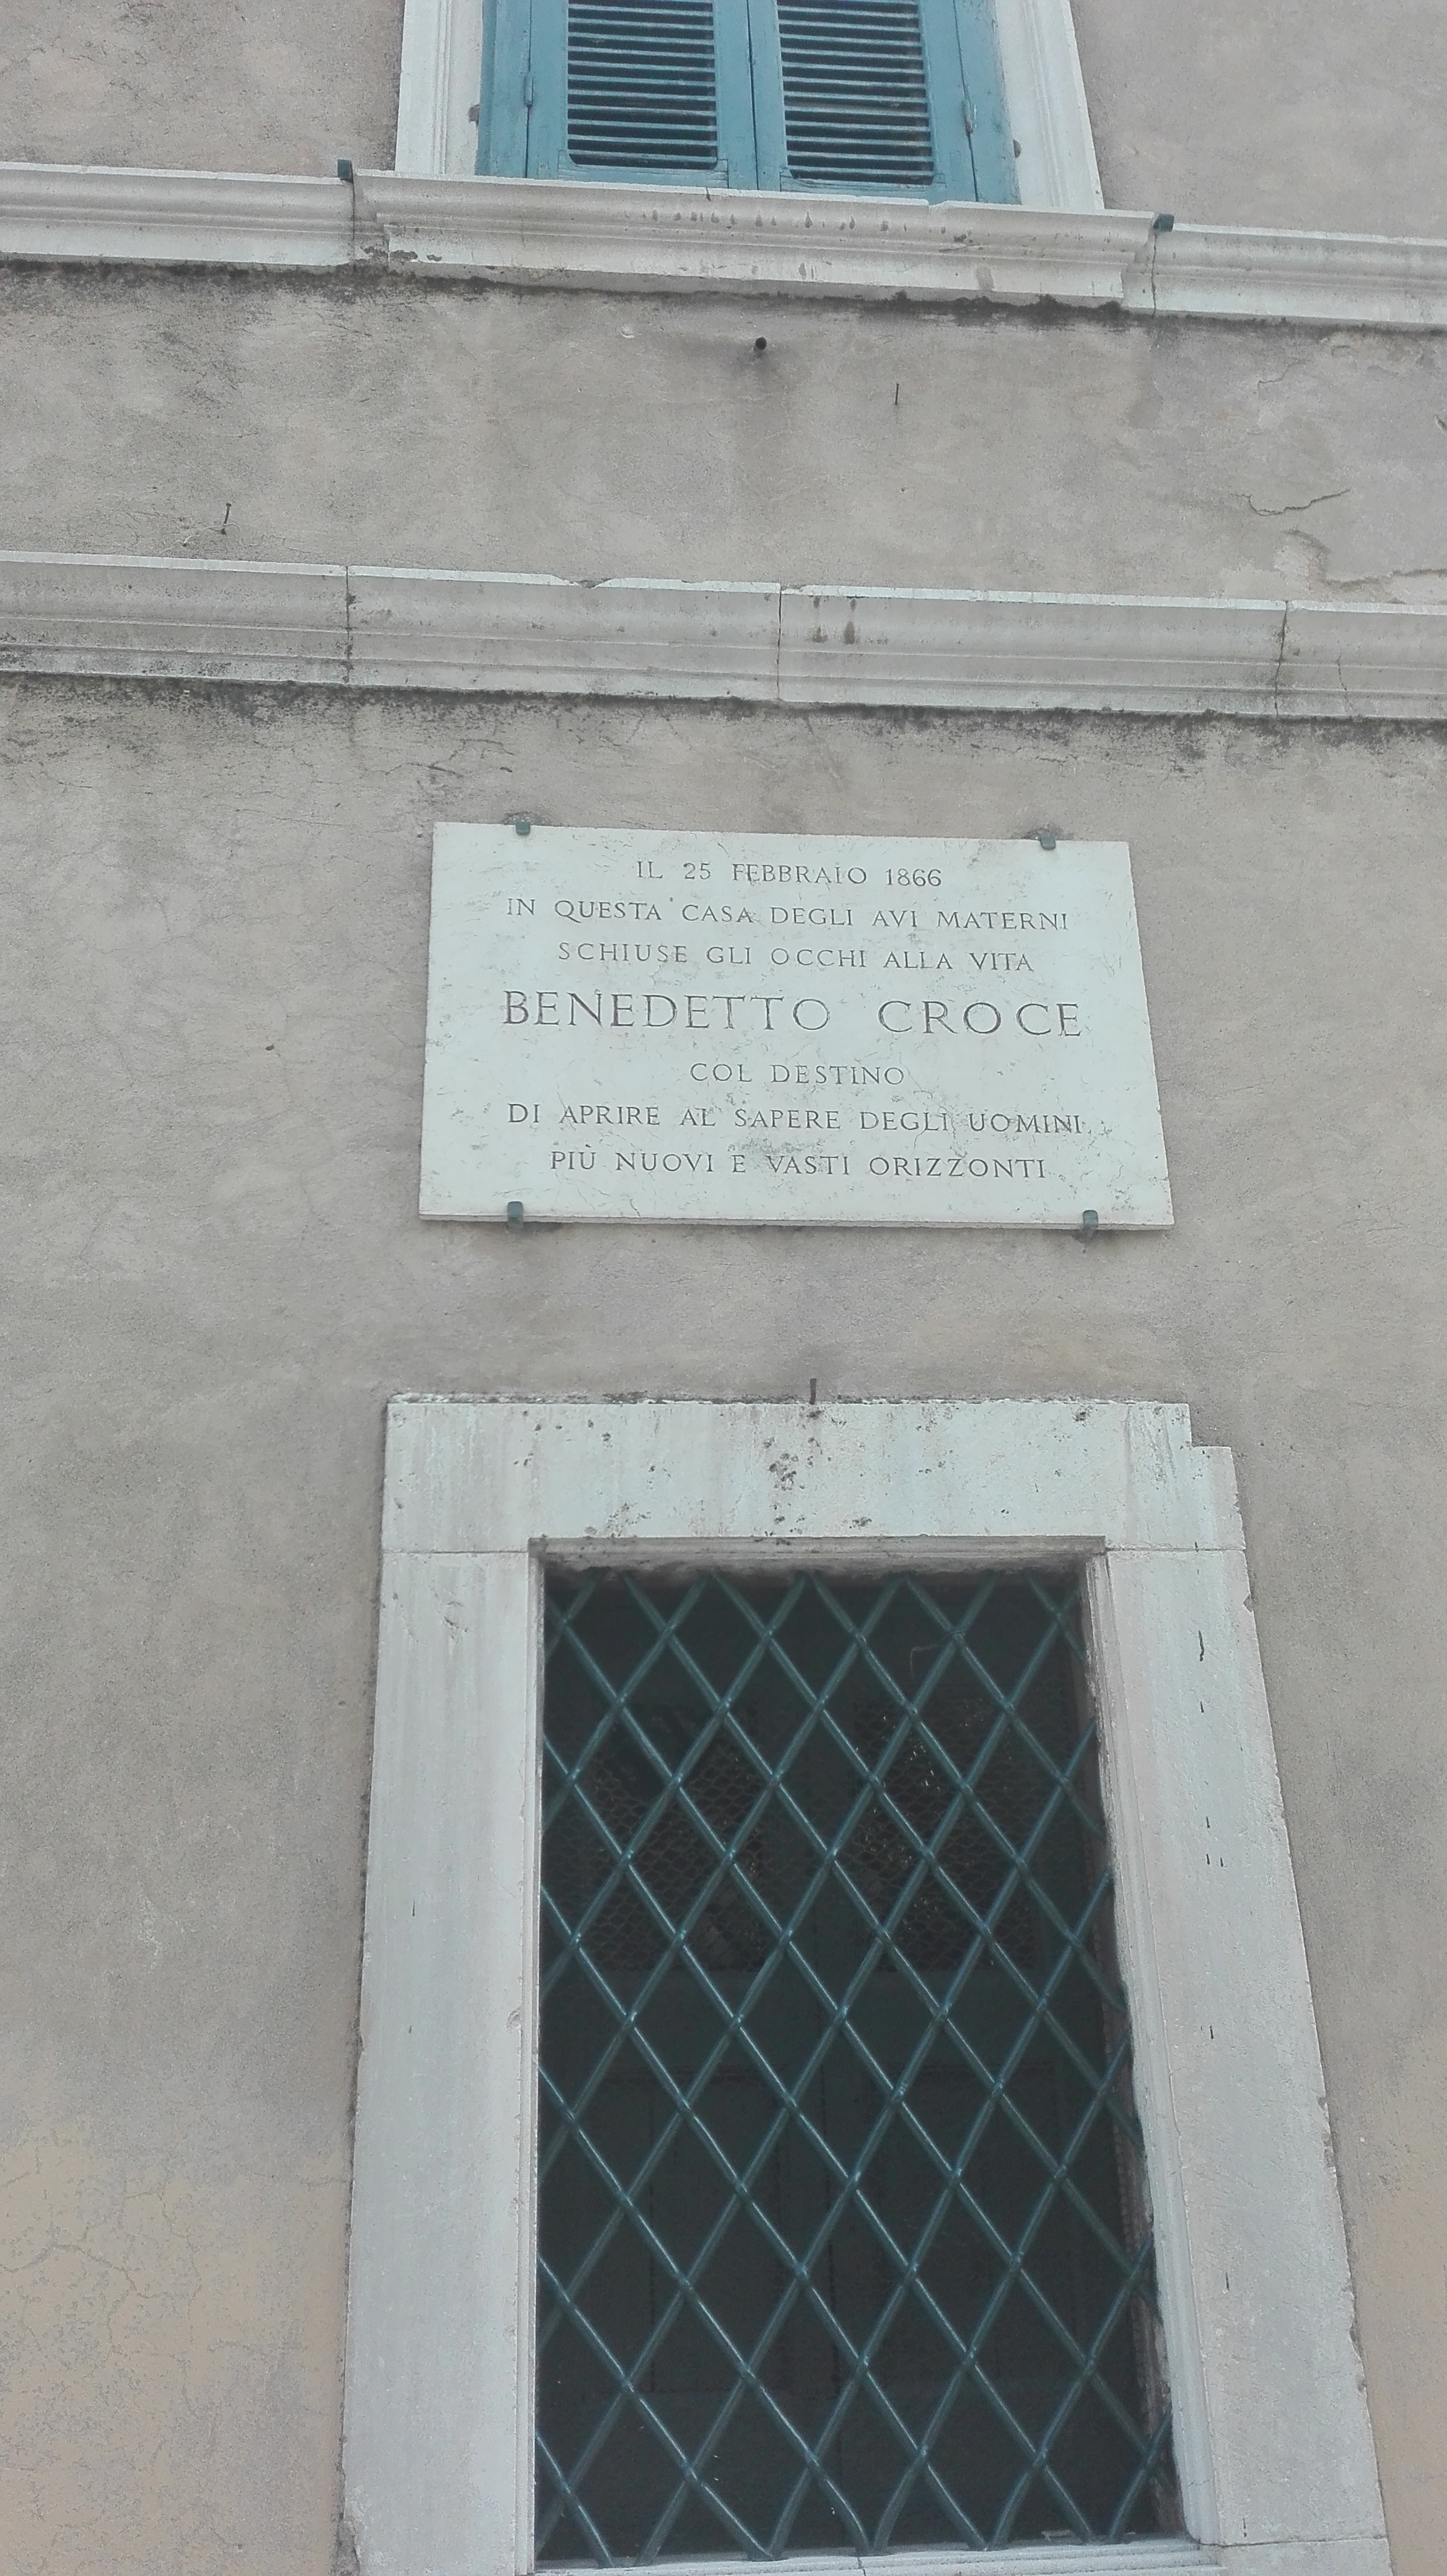 IL 25 FEBBRAIO 1866
IN QUESTA CASA DEGLI AVI MATERNI
SCHIUSE GLI OCCHI ALLA VITA
BENEDETTO CROCE
COL DESTINO
DI APRIRE AL SAPERE DEGLI UOMINI
PIÙ NUOVI E VASTI ORIZZONTI